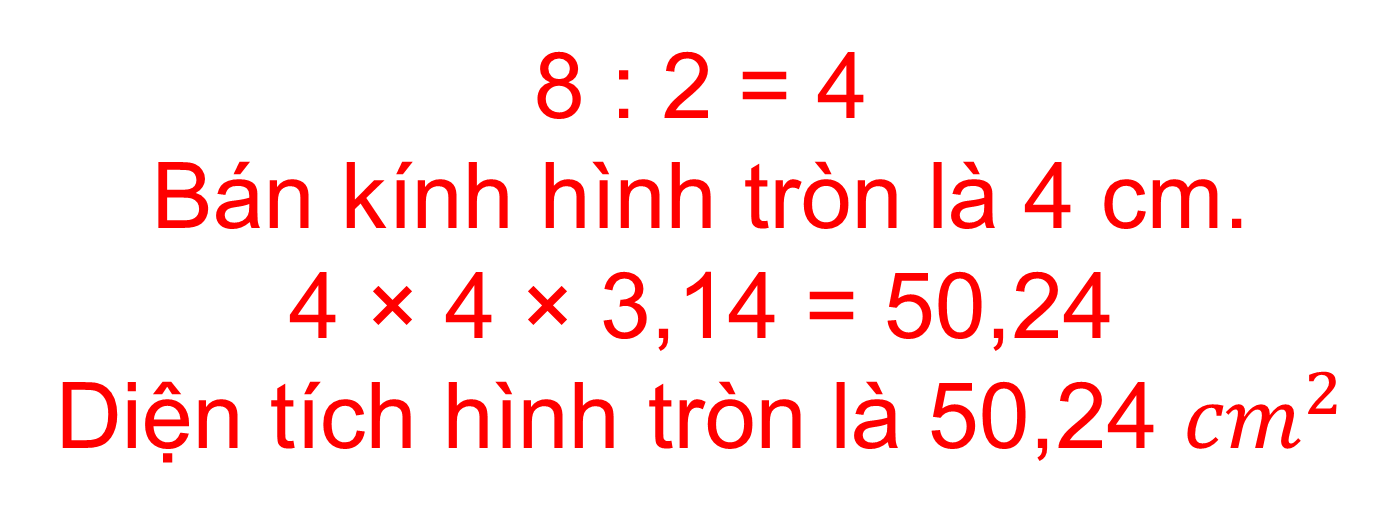 8 : 2 = 4
Bán kính hình tròn là 4 cm.
4 × 4 × 3,14 = 50,24
Diện tích hình tròn là 50,24 cm²